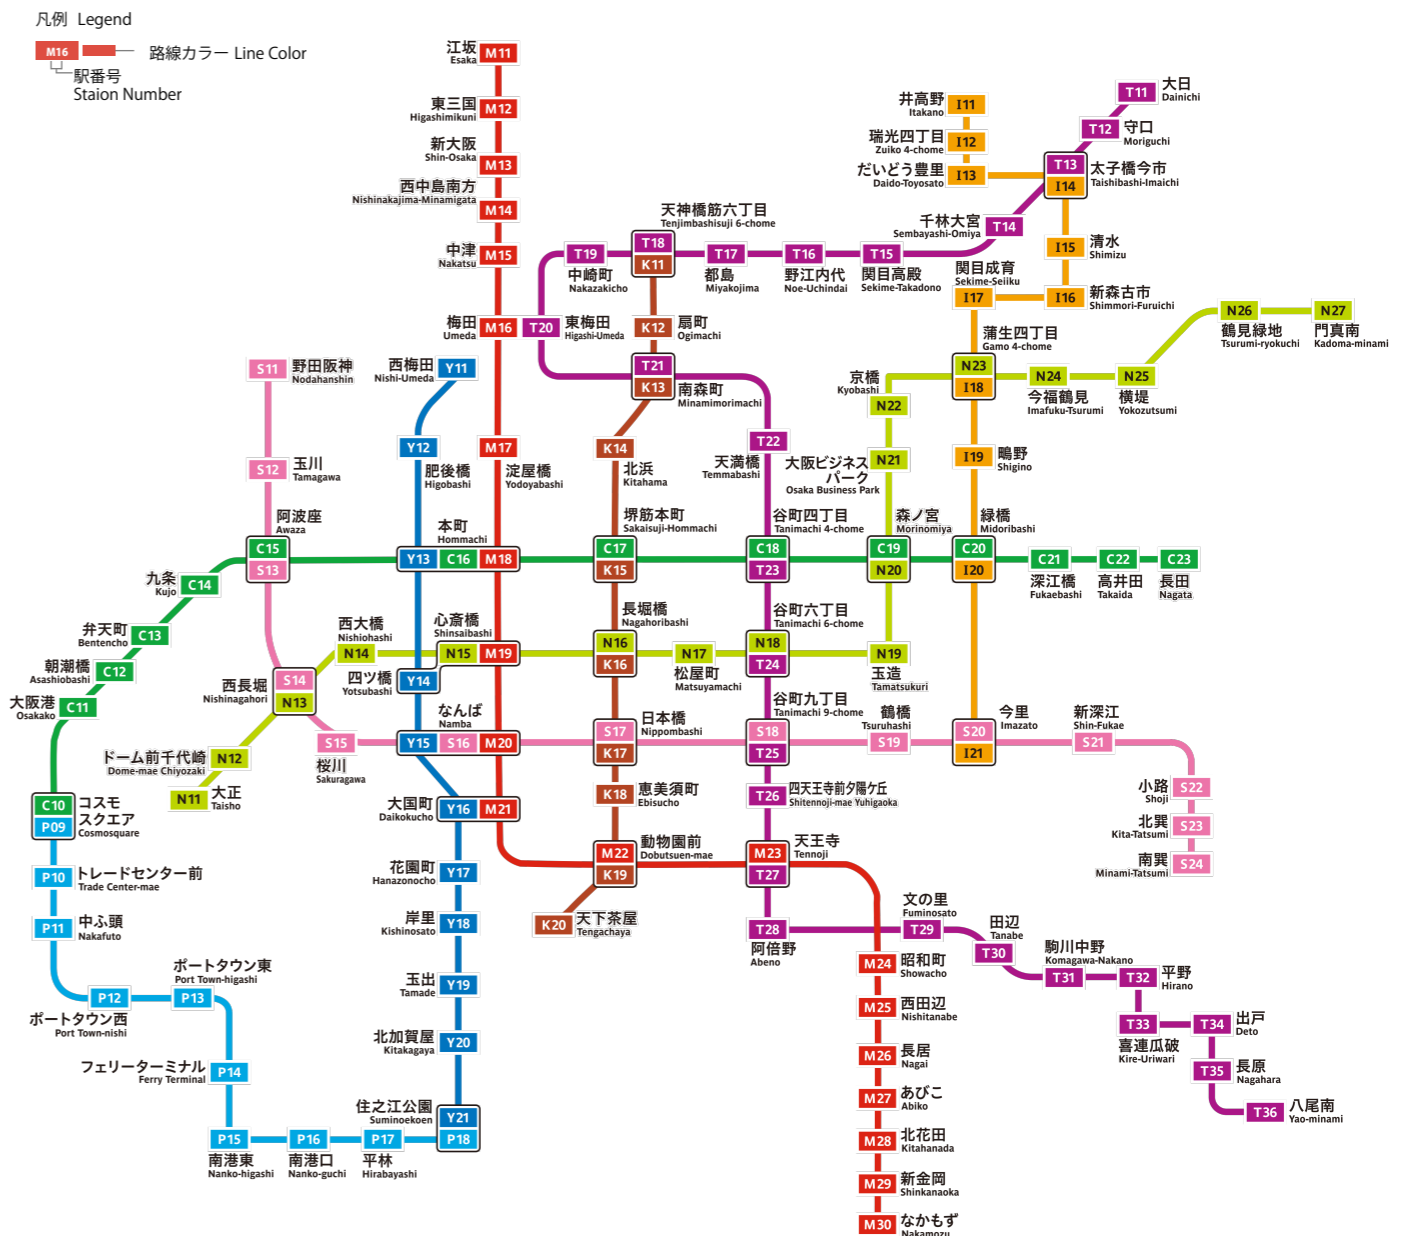 凡例 Legend
M16
路線カラー Line Color
駅番号
Staion Number
江坂
Esaka
M11
東三国
Higashimikuni
M12
新大阪
Shin-Osaka
M13
西中島南方
Nishinakajima-Minamigata
M14
中津
Nakatsu
M15
梅田
Umeda
M16
M17
淀屋橋
Yodoyabashi
井高野
Itakano
I11
瑞光四丁目
Zuiko 4-chome
I12
だいどう豊里
Daido-Toyosato
I13
T11
大日
Dainichi
T12
守口
Moriguchi
T13
I14
太子橋今市
Taishibashi-Imaichi
千林大宮
Sembayashi-Omiya
T14
I15
清水
Shimizu
I16
新森古市
Shimmori-Furuichi
関目成育
Sekime-Seiiku
I17
天神橋筋六丁目
Tenjimbashisuji 6-chome
T18
K11
T19
中崎町
Nakazakicho
T17
都島
Miyakojima
T16
野江内代
Noe-Uchindai
T15
関目高殿
Sekime-Takadono
T20
東梅田
Higashi-Umeda
K12
扇町
Ogimachi
T21
K13
南森町
Minamimorimachi
N26
鶴見緑地
Tsurumi-ryokuchi
N27
門真南
Kadoma-minami
蒲生四丁目
Gamo 4-chome
N23
I18
N24
今福鶴見
Imafuku-Tsurumi
N25
横堤
Yokozutsumi
京橋
Kyobashi
N22
N21
大阪ビジネス
パーク
Osaka Business Park
I19
鴫野
Shigino
S11
野田阪神
Nodahanshin
西梅田
Nishi-Umeda
Y11
Y12
肥後橋
Higobashi
S12
玉川
Tamagawa
K14
北浜
Kitahama
T22
天満橋
Temmabashi
阿波座
Awaza
C15
S13
本町
Hommachi
Y13
C16
M18
堺筋本町
Sakaisuji-Hommachi
C17
K15
谷町四丁目
Tanimachi 4-chome
C18
T23
森ノ宮
Morinomiya
C19
N20
緑橋
Midoribashi
C20
I20
C21
深江橋
Fukaebashi
C22
高井田
Takaida
C23
長田
Nagata
九条
Kujo
C14
弁天町
Bentencho
C13
朝潮橋
Asashiobashi
C12
大阪港
Osakako
C11
西大橋
Nishiohashi
N14
心斎橋
Shinsaibashi
N15
M19
四ツ橋
Yotsubashi
Y14
長堀橋
Nagahoribashi
N16
K16
N17
松屋町
Matsuyamachi
谷町六丁目
Tanimachi 6-chome
N18
T24
N19
玉造
Tamatsukuri
西長堀
Nishinagahori
S14
N13
S15
桜川
Sakuragawa
なんば
Namba
Y15
S16
M20
S17
K17
日本橋
Nippombashi
谷町九丁目
Tanimachi 9-chome
S18
T25
鶴橋
Tsuruhashi
S19
今里
Imazato
S20
I21
新深江
Shin-Fukae
S21
小路
Shoji
S22
北巽
Kita-Tatsumi
S23
南巽
Minami-Tatsumi
S24
ドーム前千代崎
Dome-mae Chiyozaki
N12
N11
大正
Taisho
C10
P09
コスモ
スクエア
Cosmosquare
大国町
Daikokucho
Y16
M21
K18
恵美須町
Ebisucho
T26
四天王寺前夕陽ケ丘
Shitennoji-mae Yuhigaoka
M22
K19
動物園前
Dobutsuen-mae
M23
T27
天王寺
Tennoji
K20
天下茶屋
Tengachaya
P10
トレードセンター前
Trade Center-mae
P11
中ふ頭
Nakafuto
P12
ポートタウン西
Port Town-nishi
ポートタウン東
Port Town-higashi
P13
フェリーターミナル
Ferry Terminal
P14
P15
南港東
Nanko-higashi
P16
南港口
Nanko-guchi
P17
平林
Hirabayashi
花園町
Hanazonocho
Y17
岸里
Kishinosato
Y18
玉出
Tamade
Y19
北加賀屋
Kitakagaya
Y20
住之江公園
Suminoekoen
Y21
P18
T28
阿倍野
Abeno
文の里
Fuminosato
T29
田辺
Tanabe
T30
駒川中野
Komagawa-Nakano
T31
T32
平野
Hirano
T33
喜連瓜破
Kire-Uriwari
T34
出戸
Deto
T35
長原
Nagahara
T36
八尾南
Yao-minami
M24
昭和町
Showacho
M25
西田辺
Nishitanabe
M26
長居
Nagai
M27
あびこ
Abiko
M28
北花田
Kitahanada
M29
新金岡
Shinkanaoka
M30
なかもず
Nakamozu